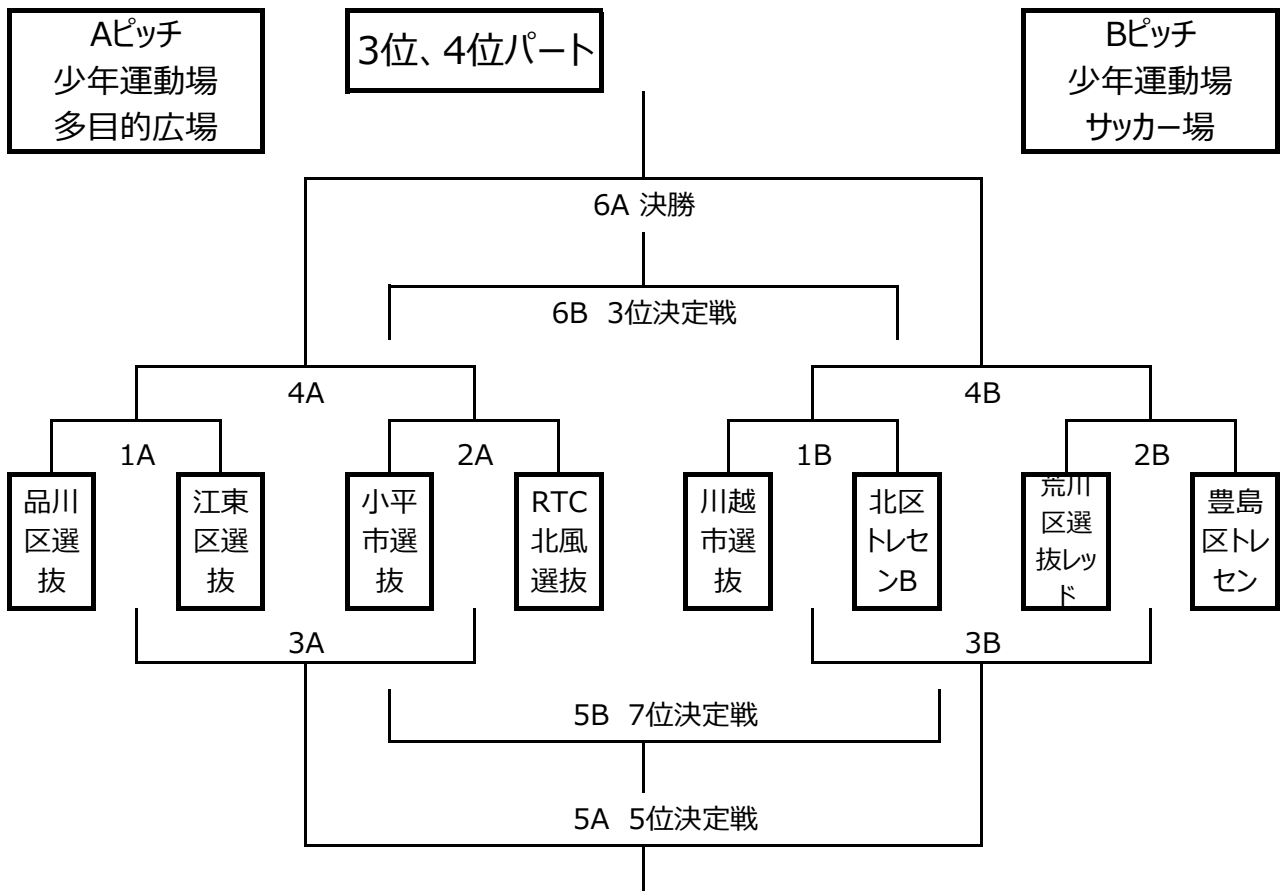 Aピッチ
少年運動場
多目的広場
3位、4位パート
Bピッチ
少年運動場
サッカー場
6A 決勝
6B 3位決定戦
4A
4B
1A
2A
1B
2B
品川
区選
抜
江東
区選
抜
小平
市選
抜
RTC
北風
選抜
川越
市選
抜
北区
トレセ
ンB
荒川
区選
抜レッ
ド
豊島
区トレ
セン
3A
3B
5B 7位決定戦
5A 5位決定戦